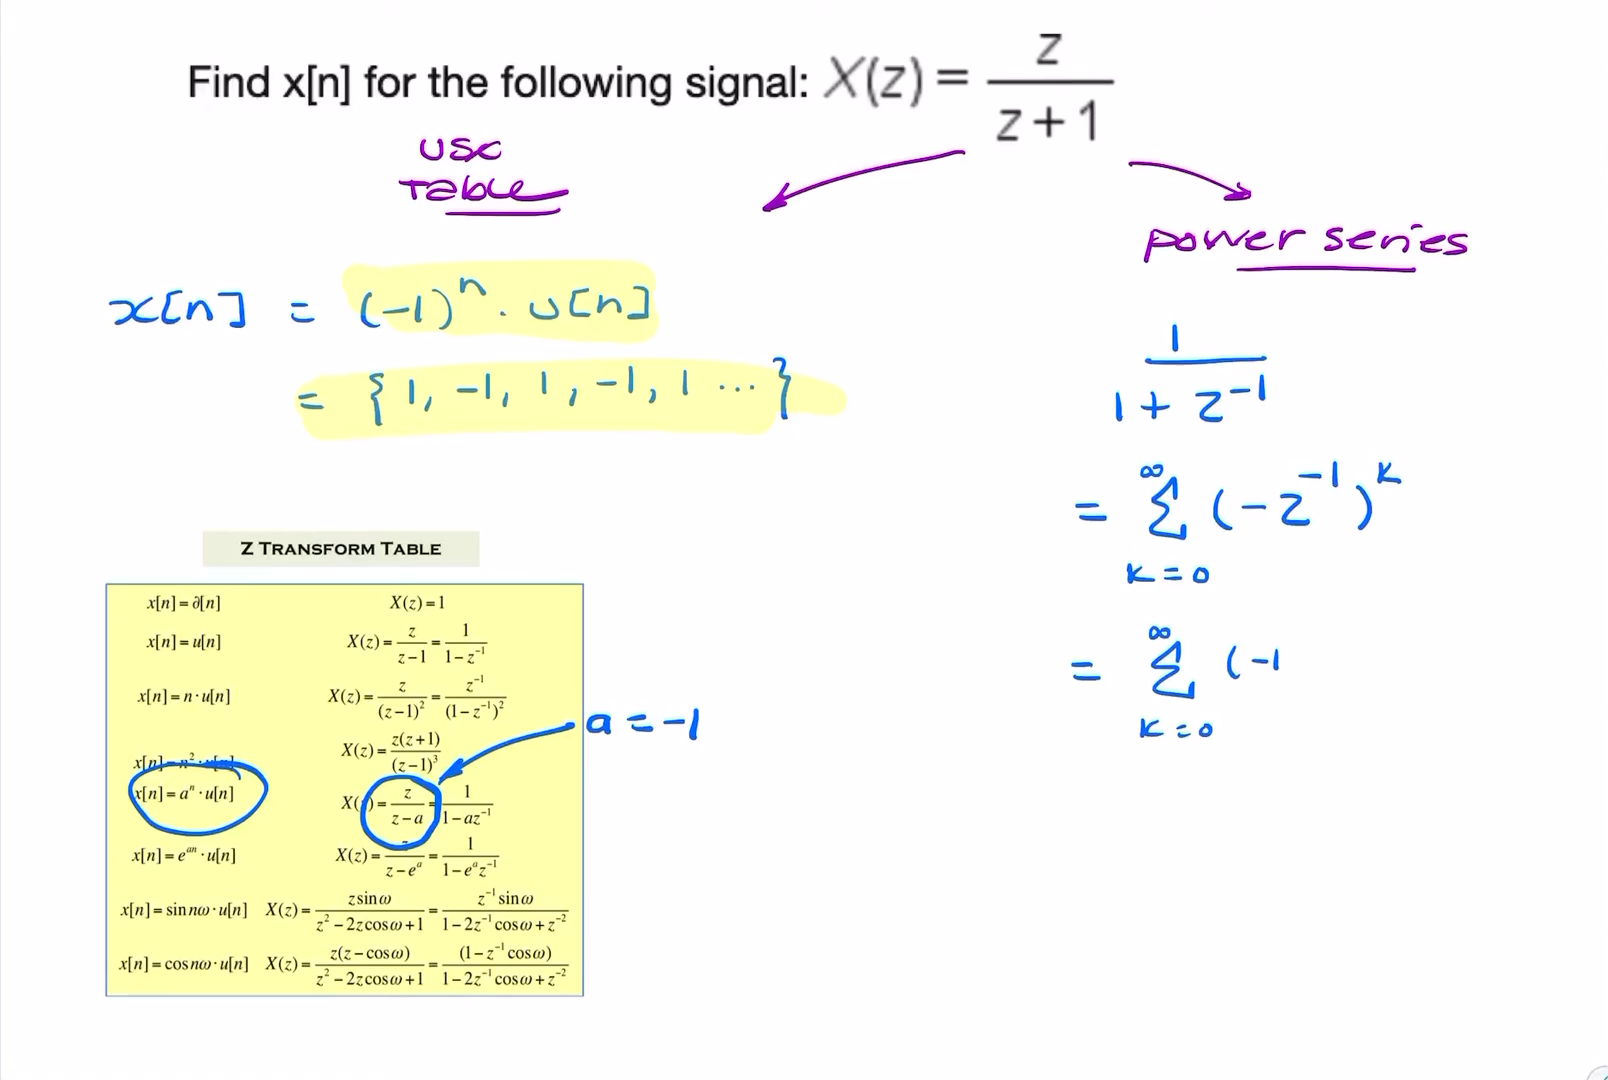 Find x[n] for the following signal: X(z) = z / (z + 1)
use
Table
x[n] = (-1)^n . u[n]
= { 1, -1, 1, -1, 1 ... }
power series
1 / (1 + z^-1)
= ∑ k=0 ∞ (-z^-1)^k
= ∑ k=0 ∞ (-1
Z TRANSFORM TABLE
x[n] = ∂[n] X(z) = 1
x[n] = u[n] X(z) = z / (z-1) = 1 / (1-z^-1)
x[n] = n·u[n] X(z) = z / (z-1)^2 = z^-1 / (1-z^-1)^2
x[n] = n^2·u[n] X(z) = z(z+1) / (z-1)^3
a = -1
x[n] = a^n·u[n] X(z) = z / (z-a) = 1 / (1-az^-1)
x[n] = e^an·u[n] X(z) = z / (z-e^a) = 1 / (1-e^a z^-1)
x[n] = sin nω·u[n] X(z) = z sin ω / (z^2-2z cos ω+1) = z^-1 sin ω / (1-2z^-1 cos ω+z^-2)
x[n] = cos nω·u[n] X(z) = z(z-cos ω) / (z^2-2z cos ω+1) = (1-z^-1 cos ω) / (1-2z^-1 cos ω+z^-2)